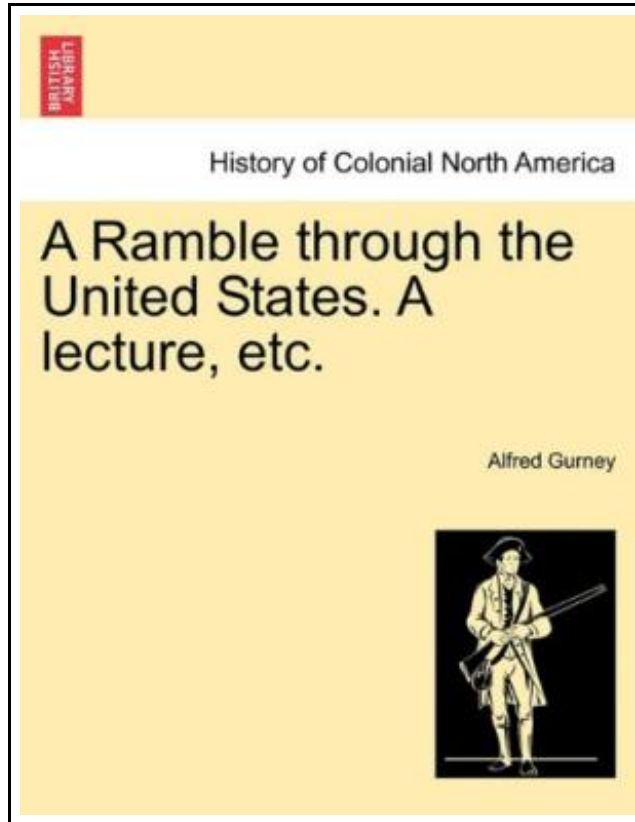 BRITISH
LIBRARY
History of Colonial North America
A Ramble through the
United States. A
lecture, etc.
Alfred Gurney